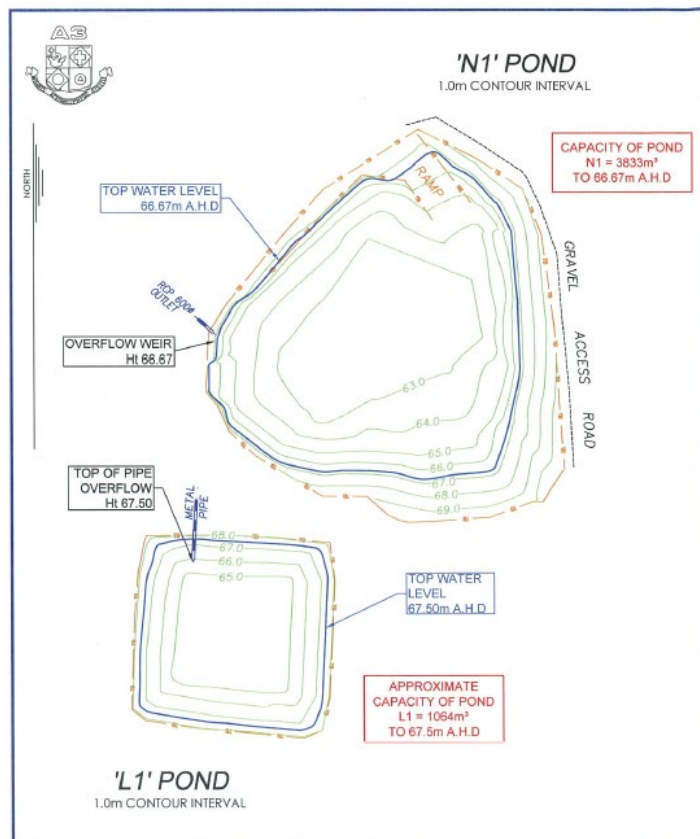 A3
'N1' POND
1.0m CONTOUR INTERVAL
CAPACITY OF POND
N1 = 3833m³
TO 66.67m A.H.D
NORTH
TOP WATER LEVEL
66.67m A.H.D
RAMP
GRAVEL ACCESS ROAD
RCP 600ø
OUTLET
OVERFLOW WEIR
Ht 66.67
63.0
64.0
65.0
66.0
67.0
68.0
69.0
TOP OF PIPE
OVERFLOW
Ht 67.50
METAL
PIPE
68.0
67.0
66.0
65.0
TOP WATER
LEVEL
67.50m A.H.D
APPROXIMATE
CAPACITY OF POND
L1 = 1064m³
TO 67.5m A.H.D
'L1' POND
1.0m CONTOUR INTERVAL